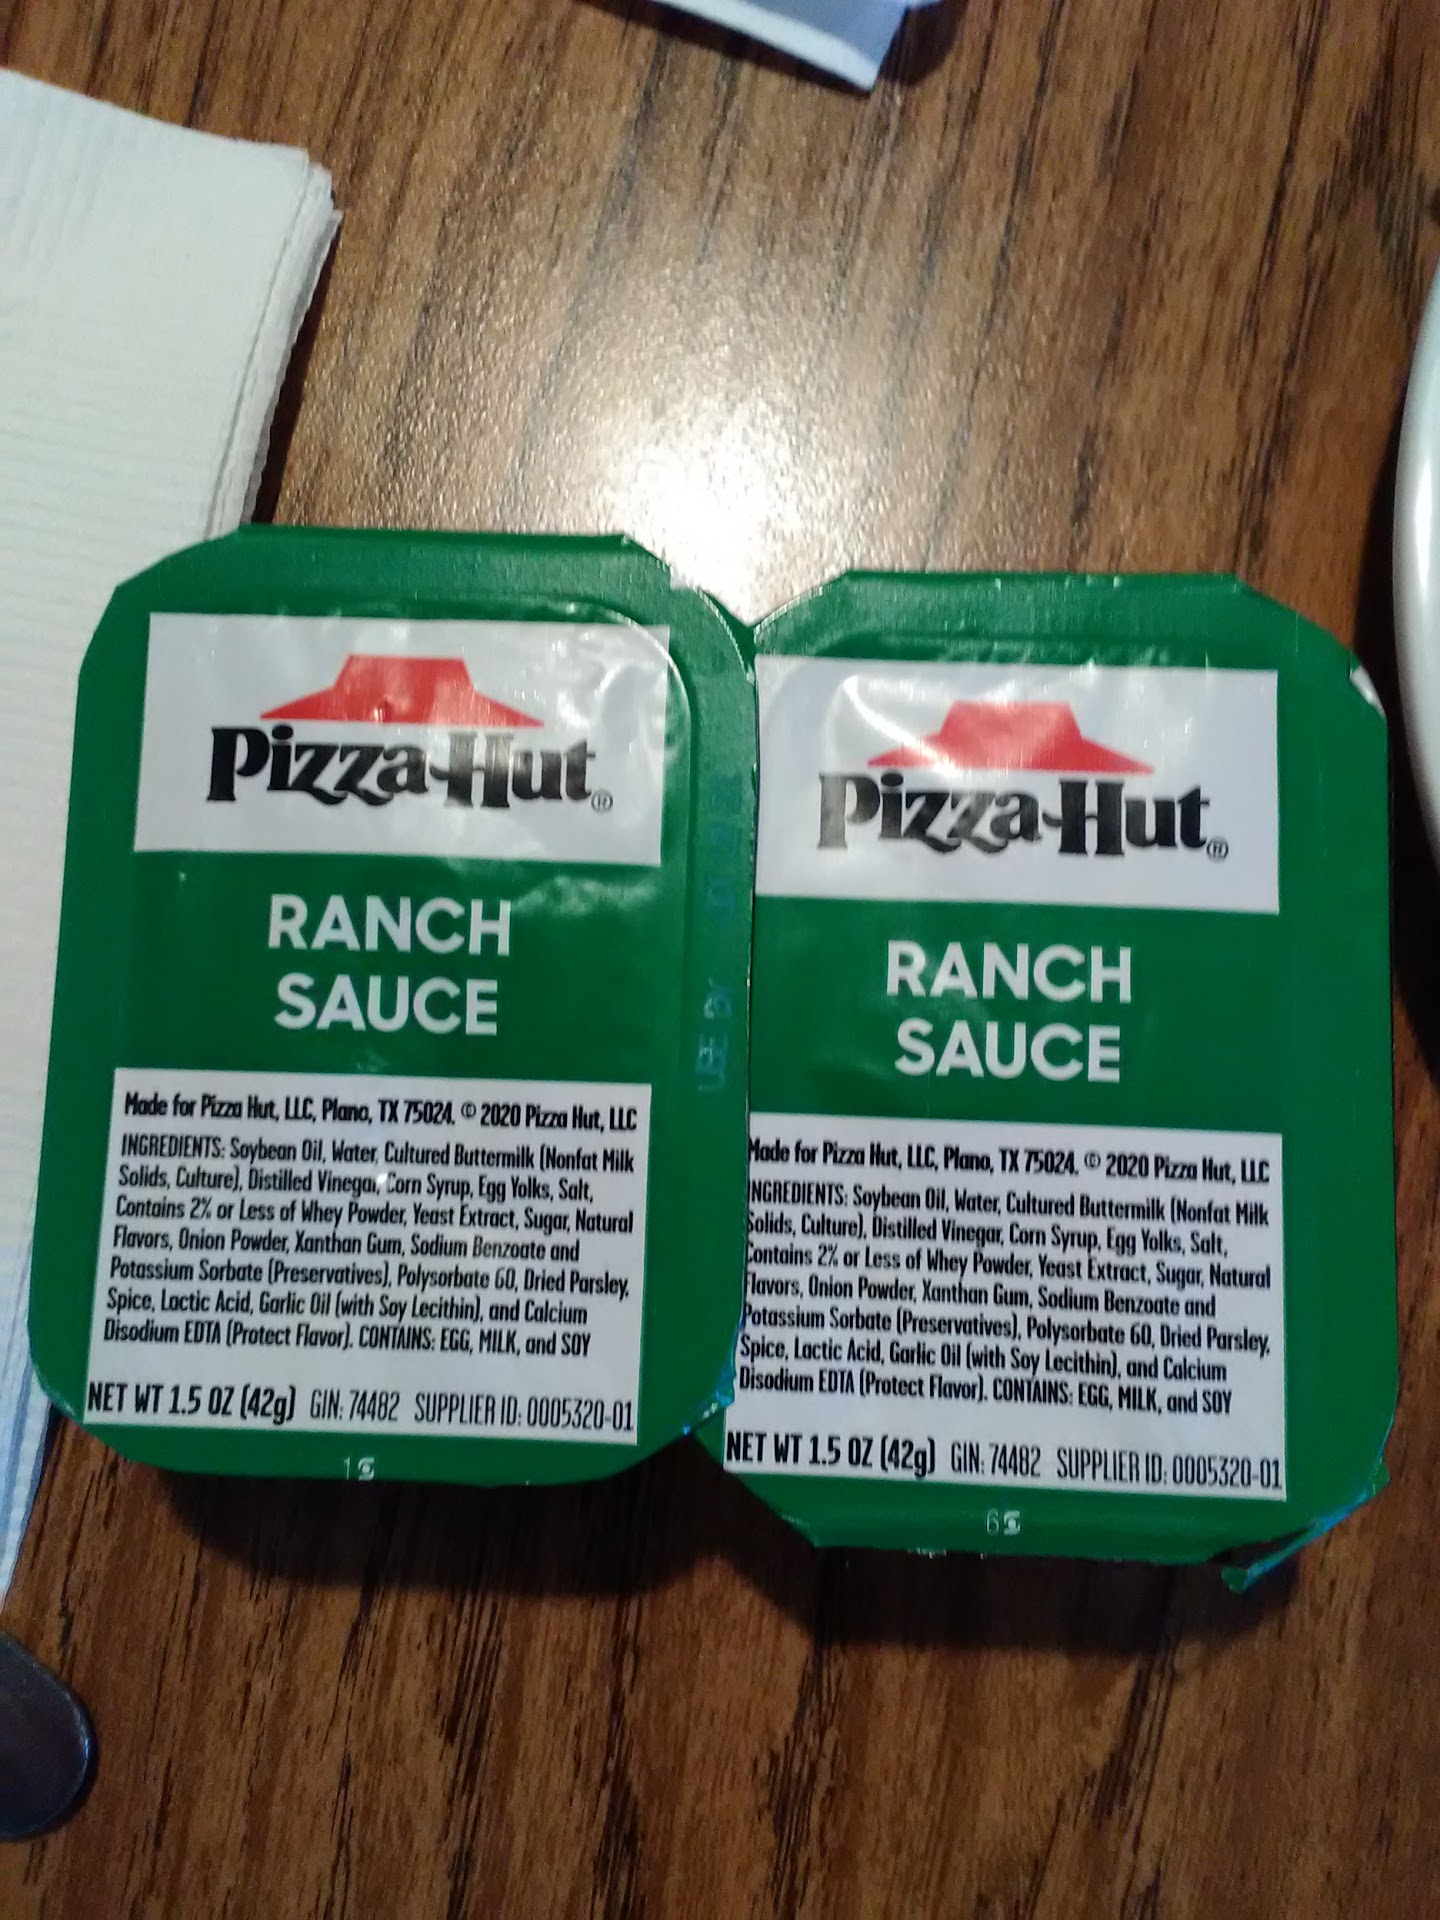 Pizza Hut®
RANCH
SAUCE
Made for Pizza Hut, LLC, Plano, TX 75024. © 2020 Pizza Hut, LLC
INGREDIENTS: Soybean Oil, Water, Cultured Buttermilk (Nonfat Milk
Solids, Culture), Distilled Vinegar, Corn Syrup, Egg Yolks, Salt,
Contains 2% or Less of Whey Powder, Yeast Extract, Sugar, Natural
Flavors, Onion Powder, Xanthan Gum, Sodium Benzoate and
Potassium Sorbate (Preservatives), Polysorbate 60, Dried Parsley,
Spice, Lactic Acid, Garlic Oil (with Soy Lecithin), and Calcium
Disodium EDTA (Protect Flavor). CONTAINS: EGG, MILK, and SOY
NET WT 1.5 OZ (42g) GIN: 74482 SUPPLIER ID: 0005320-01
USE BY
Pizza Hut®
RANCH
SAUCE
Made for Pizza Hut, LLC, Plano, TX 75024. © 2020 Pizza Hut, LLC
NGREDIENTS: Soybean Oil, Water, Cultured Buttermilk (Nonfat Milk
Solids, Culture), Distilled Vinegar, Corn Syrup, Egg Yolks, Salt,
Contains 2% or Less of Whey Powder, Yeast Extract, Sugar, Natural
Flavors, Onion Powder, Xanthan Gum, Sodium Benzoate and
Potassium Sorbate (Preservatives), Polysorbate 60, Dried Parsley,
Spice, Lactic Acid, Garlic Oil (with Soy Lecithin), and Calcium
Disodium EDTA (Protect Flavor). CONTAINS: EGG, MILK, and SOY
NET WT 1.5 OZ (42g) GIN: 74482 SUPPLIER ID: 0005320-01